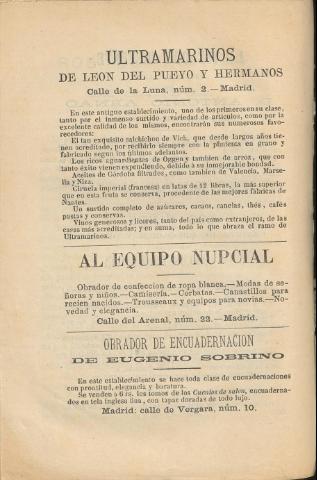 ULTRAMARINOS
DE LEON DEL PUEYO Y HERMANOS
Calle de la Luna, núm. 2.—Madrid.
En este antiguo establecimiento, uno de los primeros en su clase,
tanto por el inmenso surtido y variedad de artículos, como por la
excelente calidad de los mismos, encontrarán sus numerosos favo-
recedores:
El tan exquisito salchichon de Vich, que desde largos años tie-
nen acreditado, por recibirlo siempre con la pimienta en grano y
fabricado segun los últimos adelantos.
Los ricos aguardientes de Ojen y tambien de arroz, que con
tanto éxito vienen expendiendo, debido á su inmejorable bondad.
Aceites de Córdoba filtrados, como tambien de Valencia, Marse-
lla y Niza.
Ciruela imperial (francesa) en latas de 12 libras, la más superior
que en esta fruta se conserva, procedente de las mejores fábricas de
Nantes.
Un surtido completo de azúcares, cacaos, canelas, thés, cafés
pastas y conservas.
Vinos generosos y licores, tanto del país como extranjeros, de las
casas más acreditadas; y en suma, todo lo que abraza el ramo de
Ultramarinos.
AL EQUIPO NUPCIAL
Obrador de confeccion de ropa blanca.—Modas de se-
ñoras y niños.—Camisería.—Corbatas.—Canastillos para
recien nacidos.—Trousseaux y equipos para novias.—No-
vedad y elegancia.
Calle del Arenal, núm. 22.—Madrid.
OBRADOR DE ENCUADERNACION
DE EUGENIO SOBRINO
En este establecimiento se hace toda clase de encuadernaciones
con prontitud, elegancia y baratura.
Se venden á 6 rs. los tomos de los Cuentos de salon, encuaderna-
dos en tela inglesa fina, con tapas doradas de todo lujo.
Madrid: calle de Vergara, núm. 10.